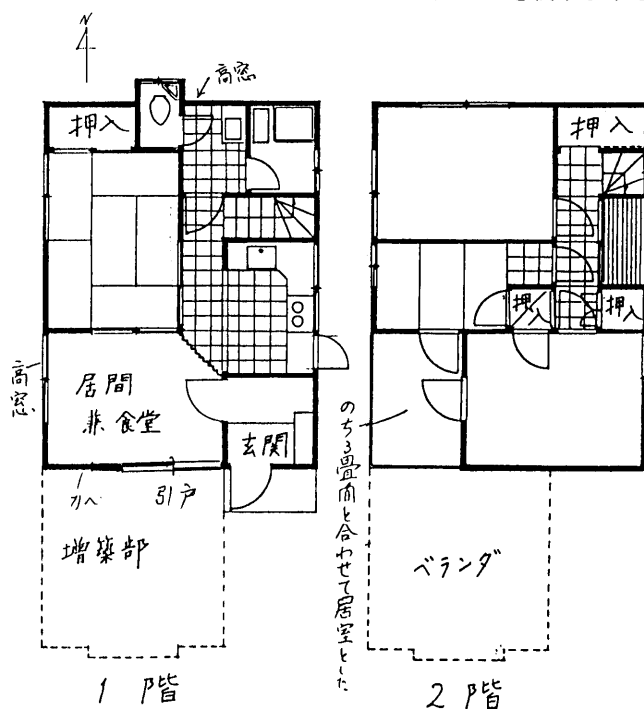 N
高窓
押入
高窓
居間
兼食堂
玄関
カベ
引戸
増築部
1階
押入
押入
押入
のち3畳間と合わせて居室とした
ベランダ
2階